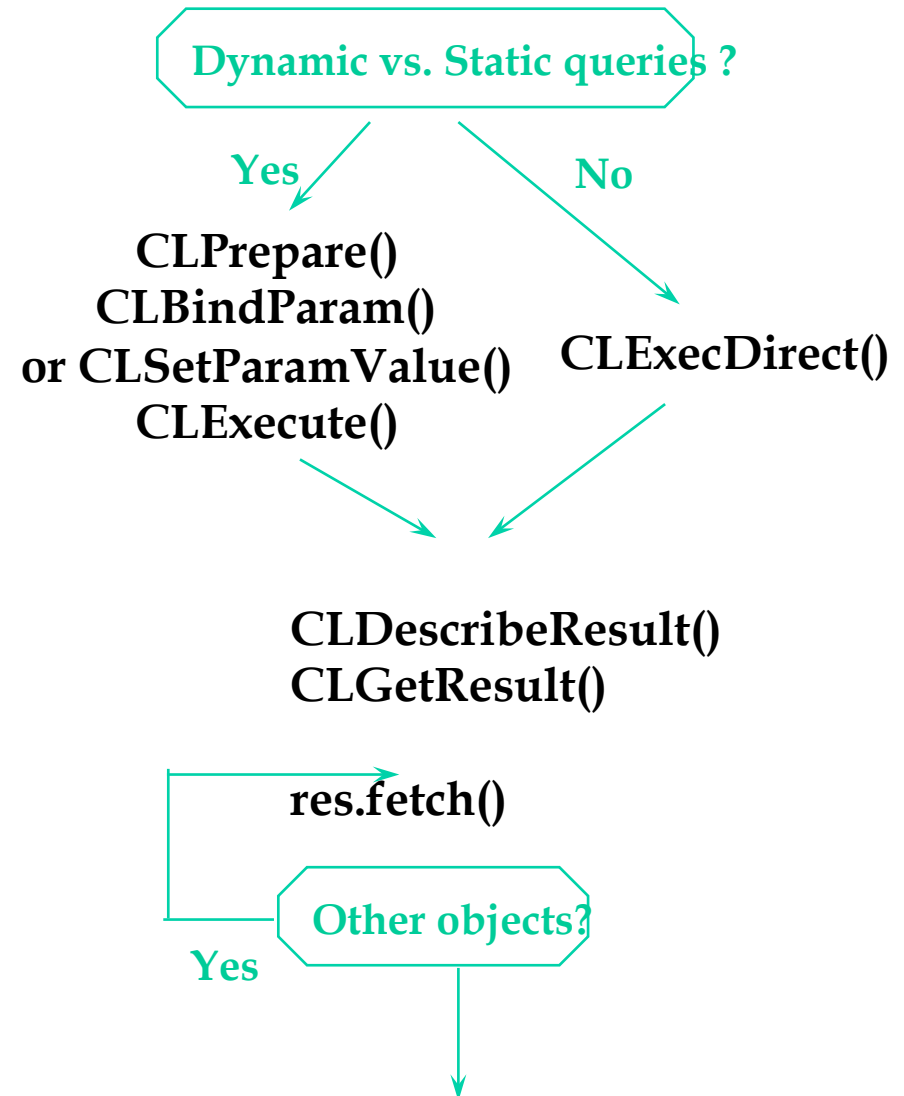 Dynamic vs. Static queries ?
Yes
No
CLPrepare()
CLBindParam()
or CLSetParamValue()
CLExecute()
CLExecDirect()
CLDescribeResult()
CLGetResult()
res.fetch()
Other objects?
Yes